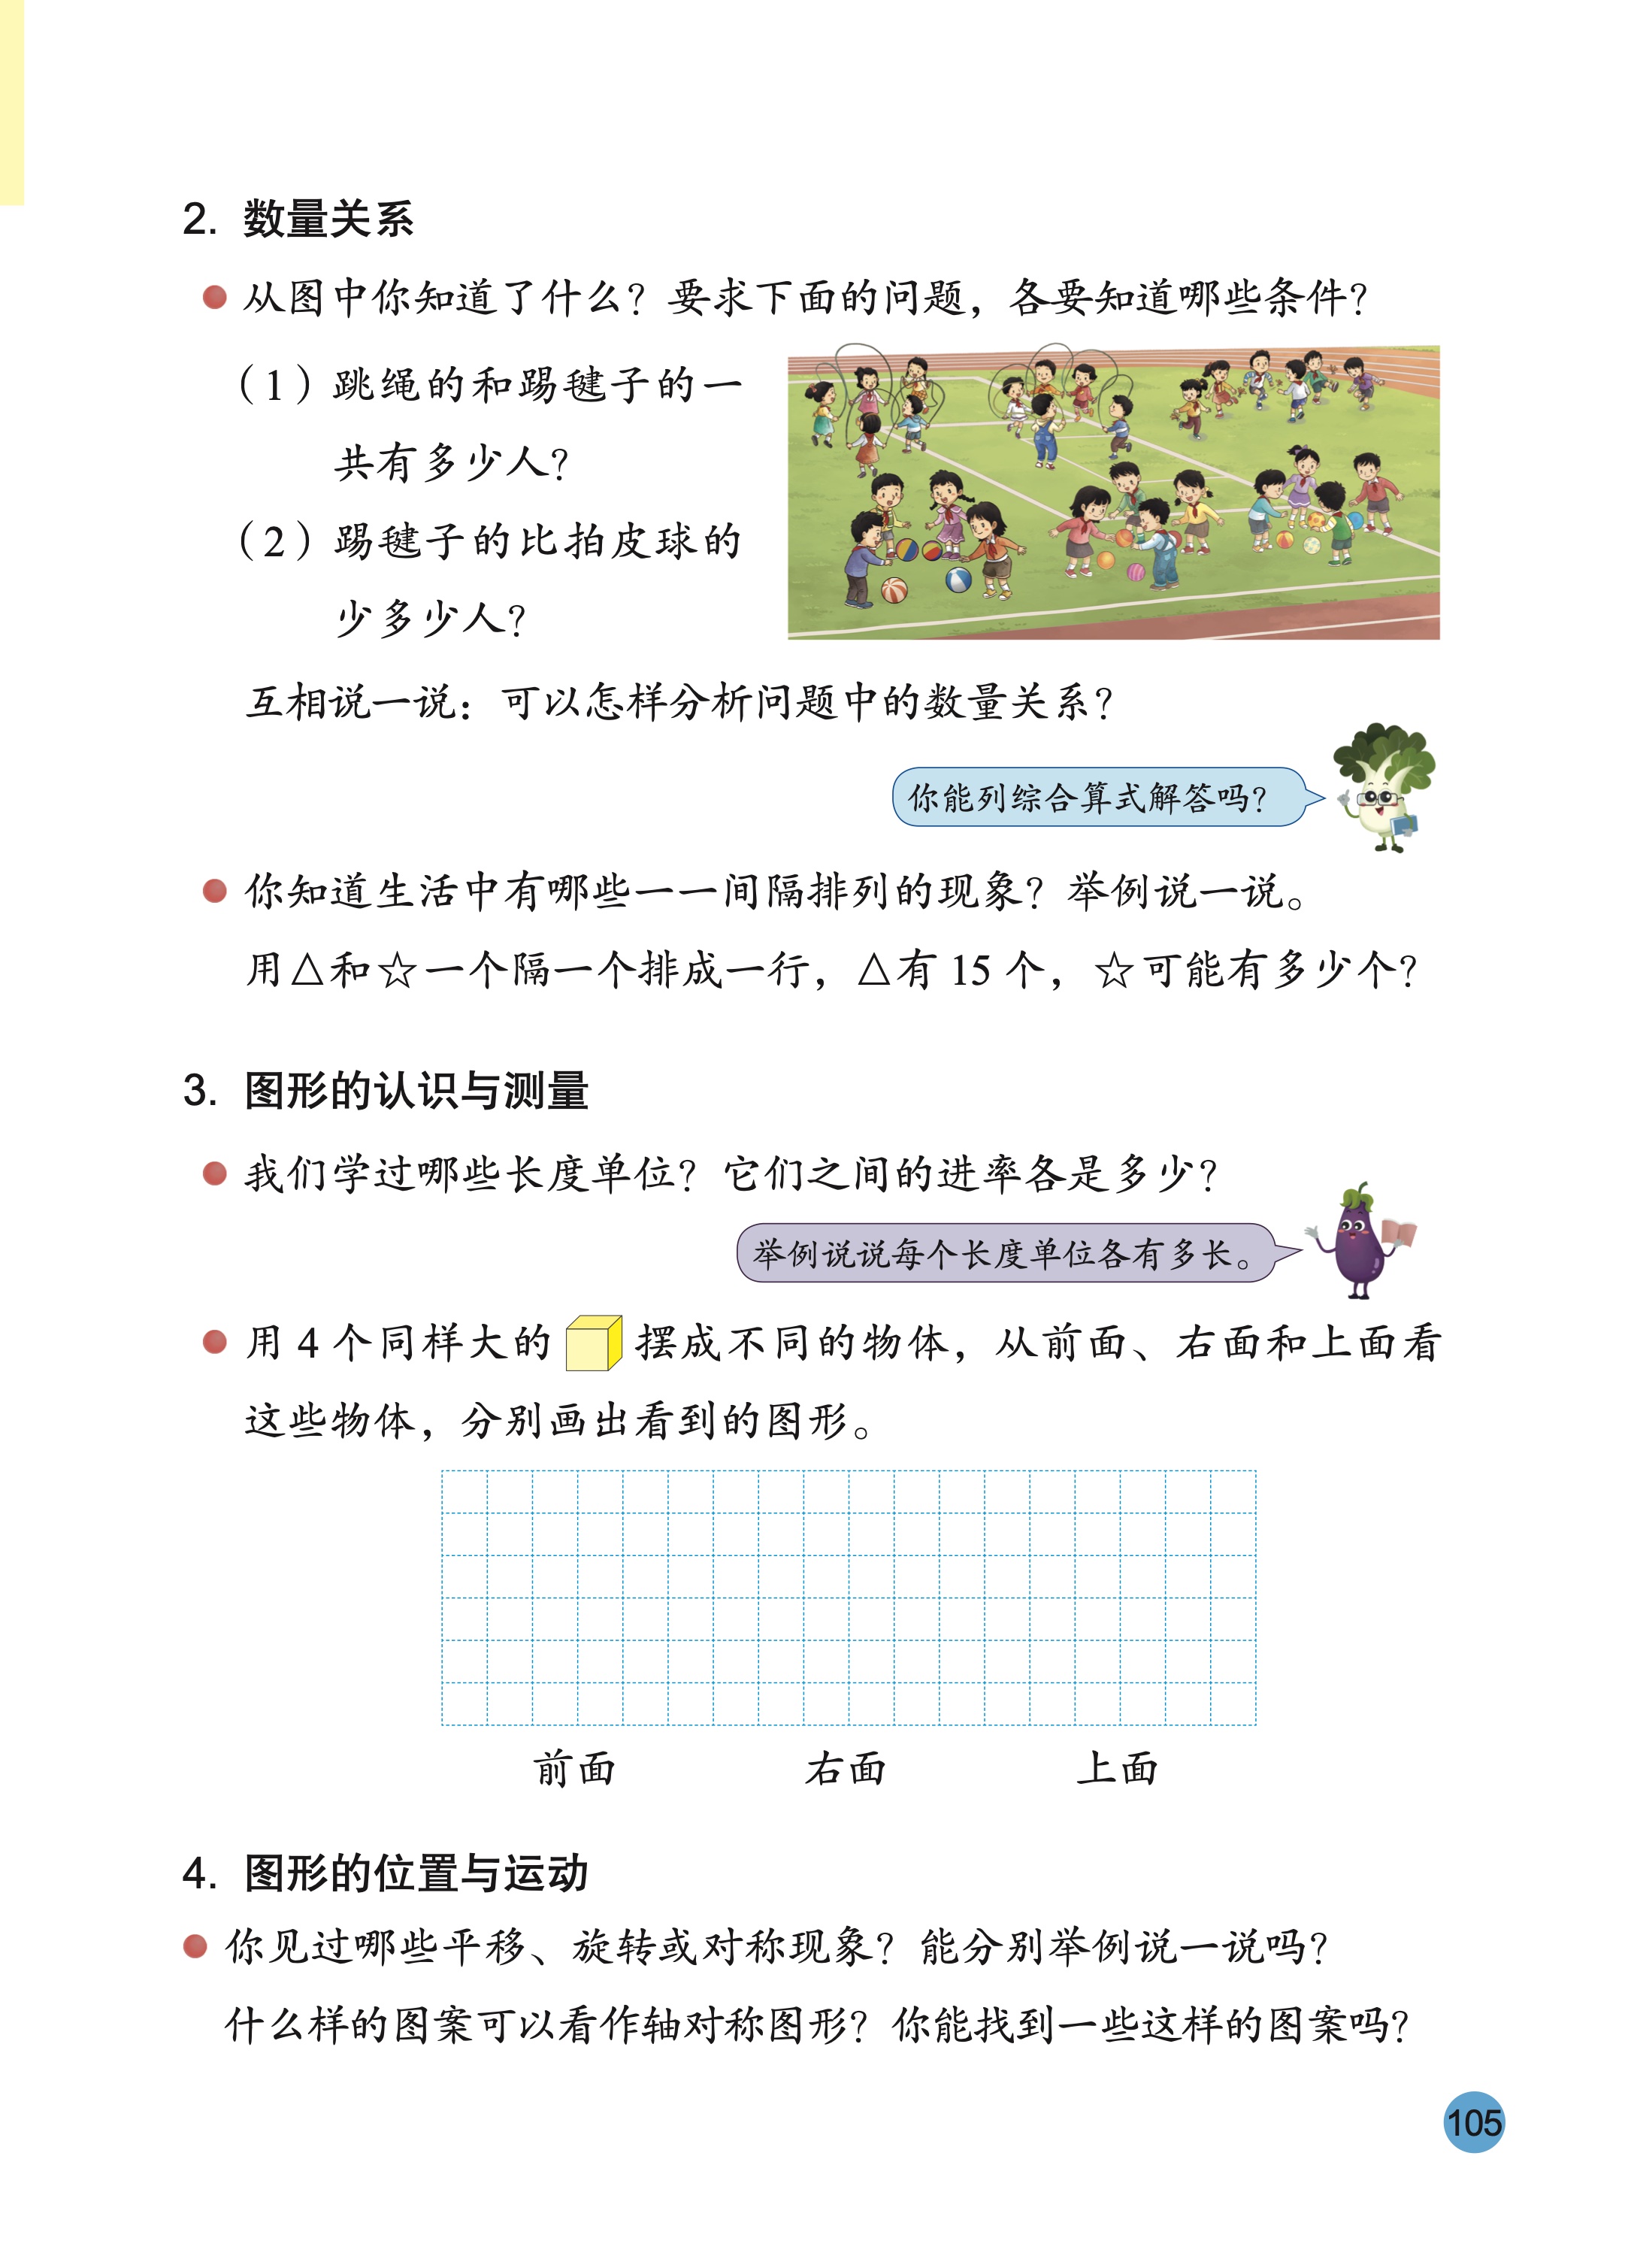 2. 数量关系
从图中你知道了什么？要求下面的问题，各要知道哪些条件？
（1）跳绳的和踢毽子的一
共有多少人？
（2）踢毽子的比拍皮球的
少多少人？
互相说一说：可以怎样分析问题中的数量关系？
你能列综合算式解答吗？
你知道生活中有哪些一一间隔排列的现象？举例说一说。
用△和☆一个隔一个排成一行，△有 15 个，☆可能有多少个？
3. 图形的认识与测量
我们学过哪些长度单位？它们之间的进率各是多少？
举例说说每个长度单位各有多长。
用 4 个同样大的 摆成不同的物体，从前面、右面和上面看
这些物体，分别画出看到的图形。
前面 右面 上面
4. 图形的位置与运动
你见过哪些平移、旋转或对称现象？能分别举例说一说吗？
什么样的图案可以看作轴对称图形？你能找到一些这样的图案吗？
105